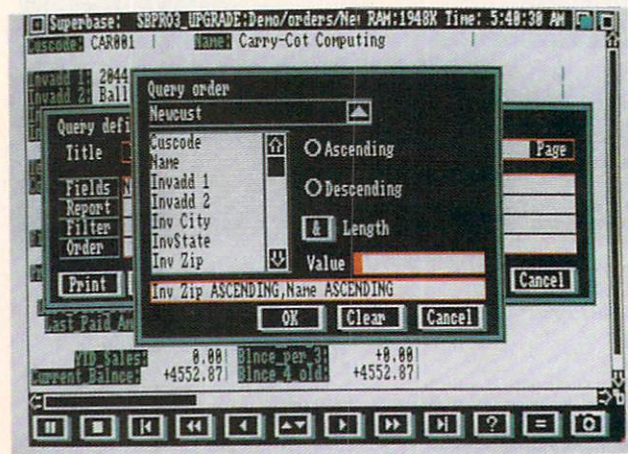 Superbase: SBPRO3_UPGRADE:Demo/orders/Ne RAM:1948K Time: 5:40:30 AM
Cuscode: CAR001 Name: Carry-Cot Computing
Invadd 1: 2044
Invadd 2: Ball
Query defi
Title Page
Fields N
Report
Filter
Order
Print Cancel
Query order
Newcust
Cuscode
Name
Invadd 1
Invadd 2
Inv City
InvState
Inv Zip
Ascending
Descending
& Length
Value
Inv Zip ASCENDING,Name ASCENDING
OK Clear Cancel
Last Paid Am
YTD Sales: 0.00 Blnce per 3: +0.00
Current Balnce: +4552.87 Blnce 4 old: +4552.87
? =